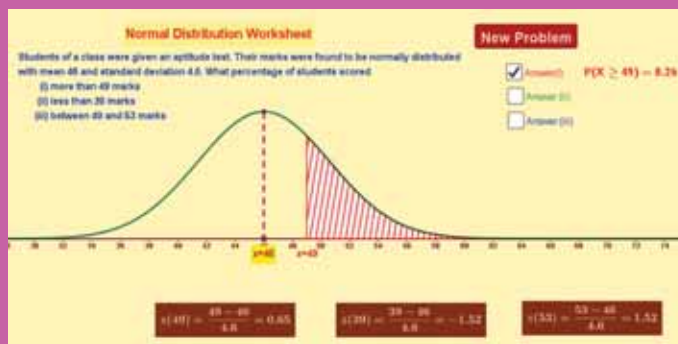 Normal Distribution Worksheet
New Problem
Students of a class were given an aptitude test. Their marks were found to be normally distributed
with mean 46 and standard deviation 4.6. What percentage of students scored
(i) more than 49 marks
(ii) less than 39 marks
(iii) between 49 and 53 marks
Answer(i)
P(X ≥ 49) = 0.26
Answer (ii)
Answer (iii)
x=46
x=49
z(49) = (49 − 46)/4.6 = 0.65
z(39) = (39 − 46)/4.6 = −1.52
z(53) = (53 − 46)/4.6 = 1.52